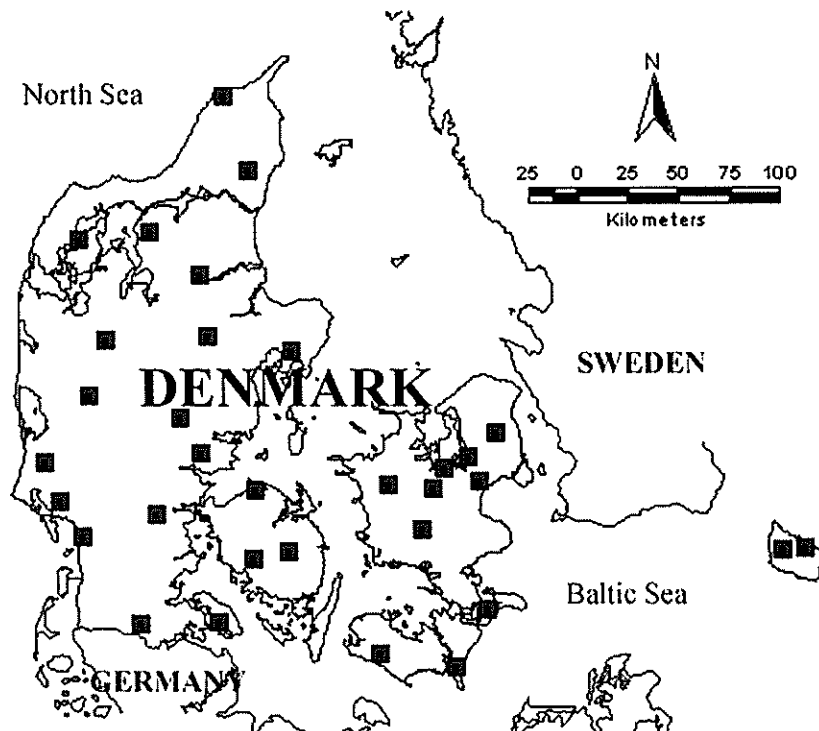 North Sea
N
25 0 25 50 75 100
Kilometers
DENMARK
SWEDEN
Baltic Sea
GERMANY